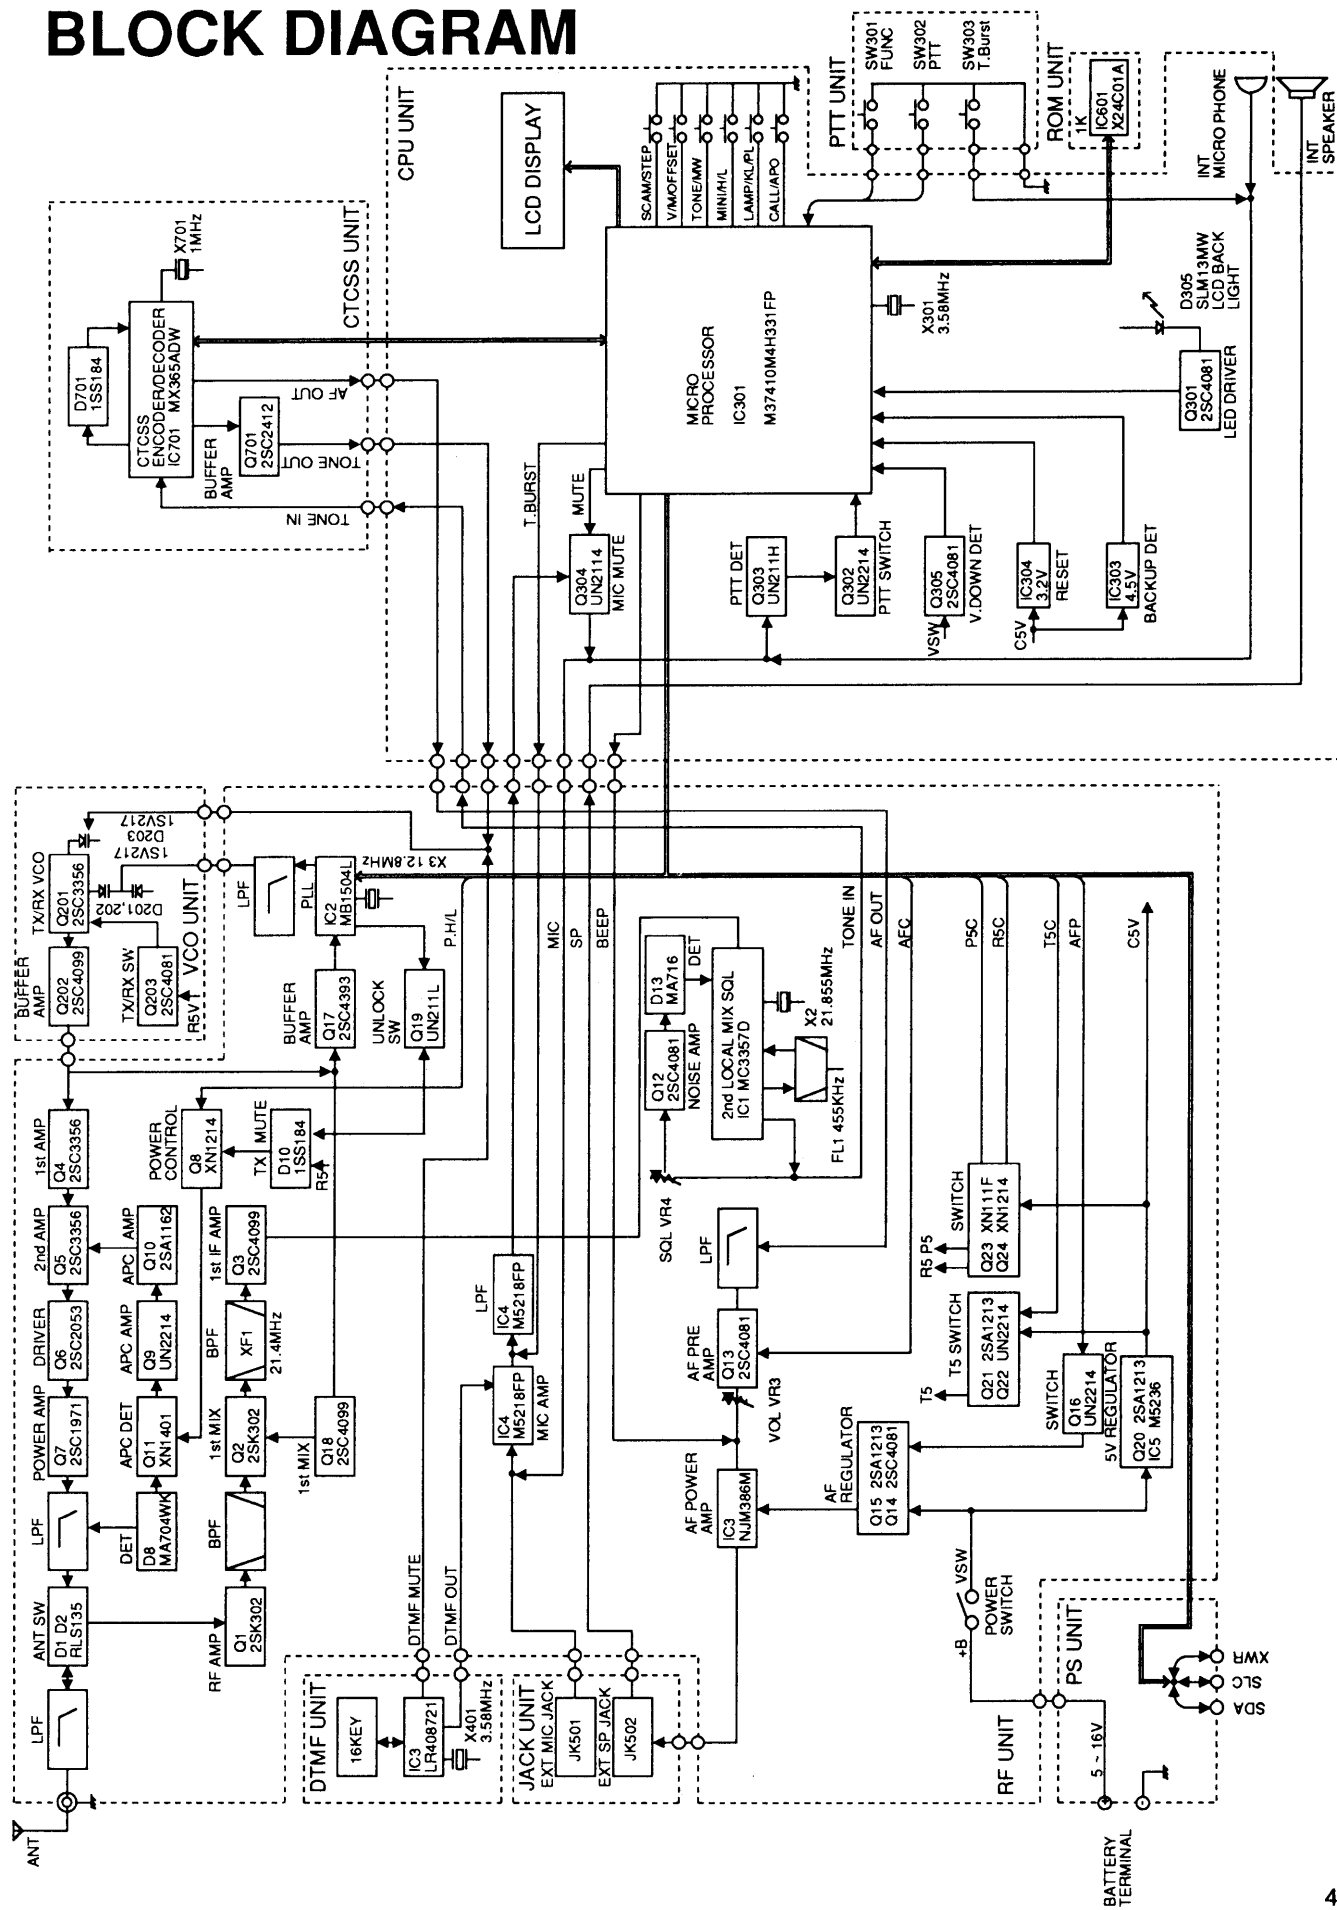 BLOCK DIAGRAM
CTCSS UNIT
D701
1SS184
CTCSS
ENCODER/DECODER
IC701 MX365ADW
X701
1MHz
BUFFER
AMP
Q701
2SC2412
AF OUT
TONE OUT
TONE IN
CPU UNIT
LCD DISPLAY
SCAM/STEP
V/M/OFFSET
TONE/MW
MINI/H/L
LAMP/KL/PL
CALL/APO
MICRO
PROCESSOR
IC301
M37410M4H331FP
X301
3.58MHz
T.BURST
MUTE
Q304
UN2114
MIC MUTE
PTT DET
Q303
UN211H
Q302
UN2214
PTT SWITCH
VSW
Q305
2SC4081
V.DOWN DET
C5V
IC304
3.2V
RESET
IC303
4.5V
BACKUP DET
Q301
2SC4081
LED DRIVER
D305
SLM13MW
LCD BACK
LIGHT
PTT UNIT
SW301
FUNC
SW302
PTT
SW303
T.Burst
ROM UNIT
1K
IC601
X24C01A
INT
MICRO PHONE
INT
SPEAKER
VCO UNIT
TX/RX VCO
Q201
2SC3356
BUFFER
AMP
Q202
2SC4099
TX/RX SW
Q203
2SC4081
R5V
D201,202
1SV217
D203
1SV217
LPF
PLL
IC2
MB1504L
X3 12.8MHz
BUFFER
AMP
Q17
2SC4393
UNLOCK
SW
Q19
UN211L
P.H/L
MIC
SP
BEEP
1st AMP
Q4
2SC3356
2nd AMP
Q5
2SC3356
DRIVER
Q6
2SC2053
POWER AMP
Q7
2SC1971
LPF
ANT SW
D1 D2
RLS135
LPF
ANT
POWER
CONTROL
Q8
XN1214
TX MUTE
D10
1SS184
R5T
APC AMP
Q10
2SA1162
APC AMP
Q9
UN2214
APC DET
Q11
XN1401
DET
D8
MA704WK
1st IF AMP
Q3
2SC4099
BPF
XF1
21.4MHz
1st MIX
Q2
2SK302
BPF
RF AMP
Q1
2SK302
1st MIX
Q18
2SC4099
LPF
IC4
M5218FP
IC4
M5218FP
MIC AMP
DTMF MUTE
DTMF OUT
DTMF UNIT
16KEY
IC3
LR408721
X401
3.58MHz
JACK UNIT
EXT MIC JACK
JK501
EXT SP JACK
JK502
DET
D13
MA716
Q12
2SC4081
NOISE AMP
2nd LOCAL MIX SQL
IC1 MC3357D
X2
21.855MHz
FL1 455KHz
SQL VR4
TONE IN
AF OUT
AFC
P5C
R5C
T5C
AFP
C5V
LPF
AF PRE
AMP
Q13
2SC4081
VOL VR3
AF POWER
AMP
IC3
NJM386M
AF
REGULATOR
Q15 2SA1213
Q14 2SC4081
SWITCH
Q23 XN111F
Q24 XN1214
R5 P5
T5 SWITCH
Q21 2SA1213
Q22 UN2214
T5
SWITCH
Q16
UN2214
5V REGULATOR
Q20 2SA1213
IC5 M5236
VSW
+B
POWER
SWITCH
RF UNIT
PS UNIT
5 ~ 16V
BATTERY
TERMINAL
XWR
SLC
SDA
4